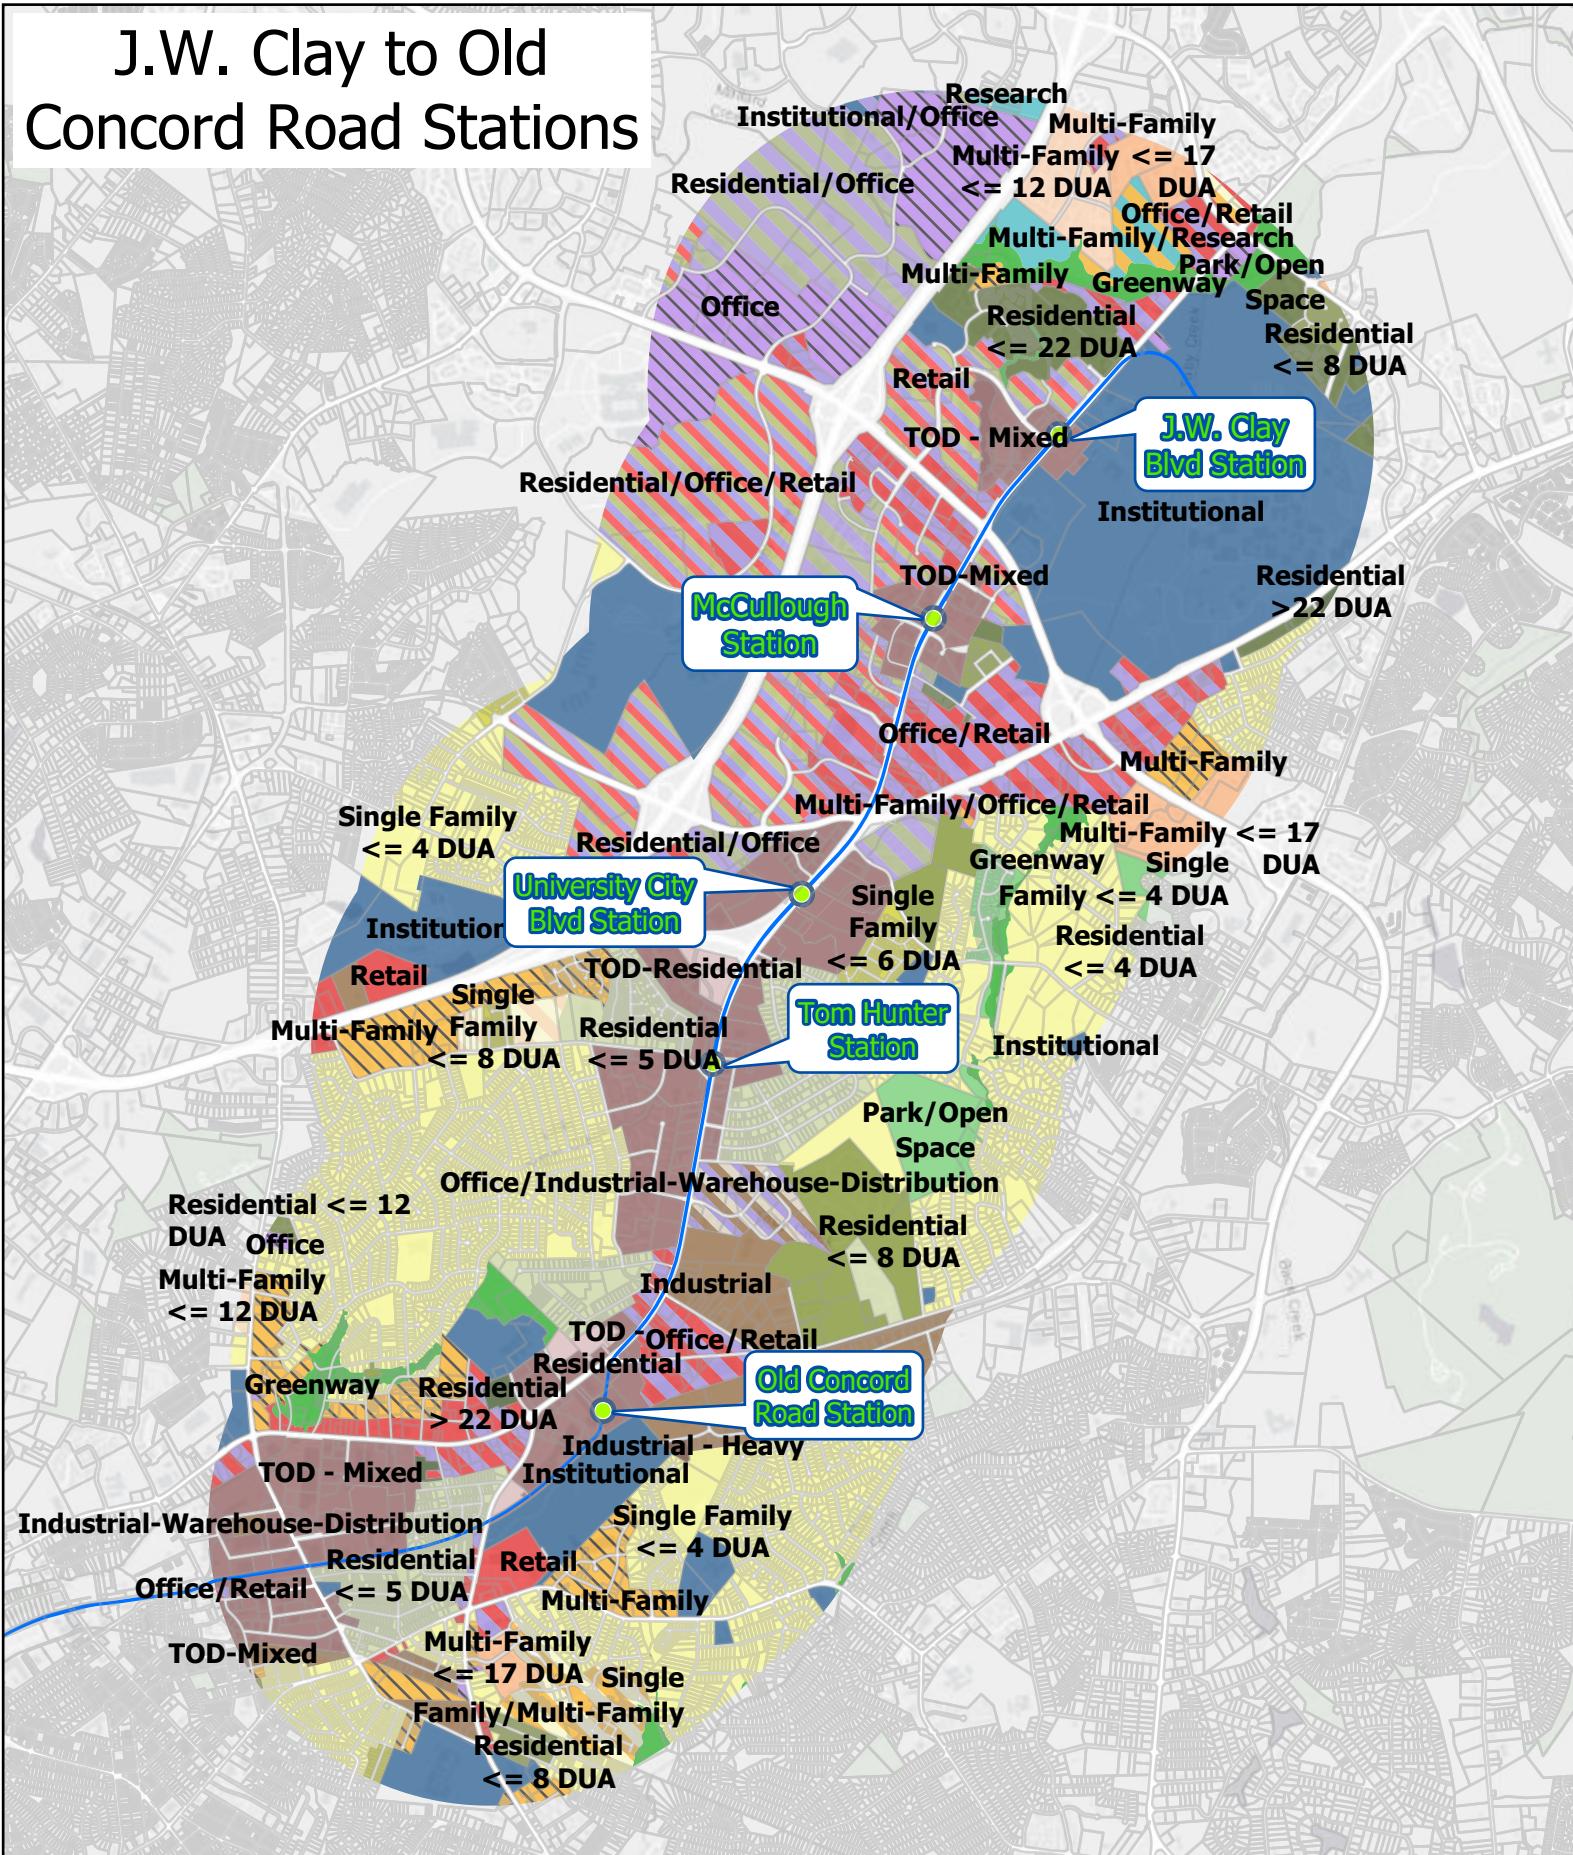 J.W. Clay to Old
Concord Road Stations
Research
Institutional/Office
Multi-Family
<= 17
DUA
Multi-Family
<= 12 DUA
Residential/Office
Office/Retail
Multi-Family/Research
Park/Open
Space
Multi-Family
Greenway
Office
Residential
<= 22 DUA
Residential
<= 8 DUA
Retail
TOD - Mixed
J.W. Clay
Blvd Station
Residential/Office/Retail
Institutional
TOD-Mixed
Residential
>22 DUA
McCullough
Station
Office/Retail
Multi-Family
Multi-Family/Office/Retail
Single Family
<= 4 DUA
Residential/Office
Multi-Family <= 17
DUA
Greenway
Single
Family <= 4 DUA
University City
Blvd Station
Single
Family
<= 6 DUA
Institution
Residential
<= 4 DUA
Retail
TOD-Residential
Single
Family
<= 8 DUA
Multi-Family
Residential
<= 5 DUA
Tom Hunter
Station
Institutional
Park/Open
Space
Office/Industrial-Warehouse-Distribution
Residential <= 12
DUA
Office
Residential
<= 8 DUA
Multi-Family
<= 12 DUA
Industrial
TOD -
Residential
Office/Retail
Greenway
Residential
> 22 DUA
Old Concord
Road Station
Industrial - Heavy
TOD - Mixed
Institutional
Industrial-Warehouse-Distribution
Single Family
<= 4 DUA
Residential
<= 5 DUA
Retail
Office/Retail
Multi-Family
TOD-Mixed
Multi-Family
<= 17 DUA
Single
Family/Multi-Family
Residential
<= 8 DUA